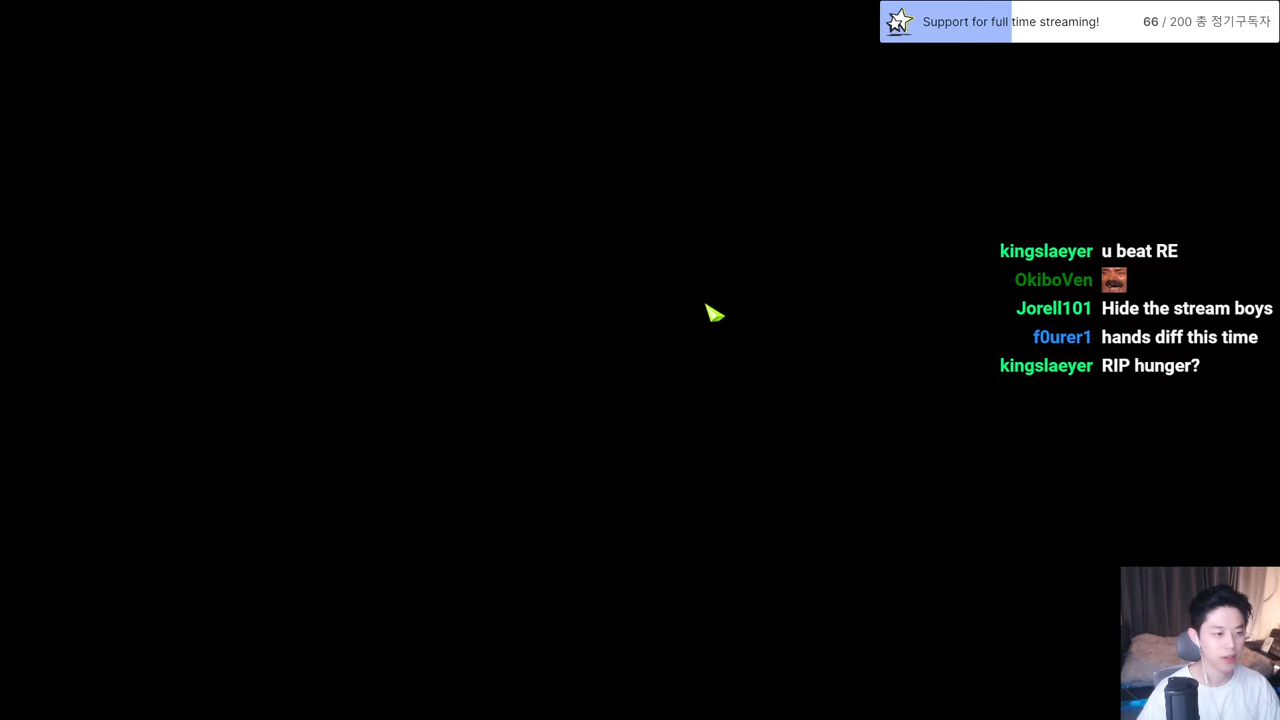 Support for full time streaming! 66 / 200 총 정기구독자
kingslaeyer u beat RE
OkiboVen
Jorell101 Hide the stream boys
f0urer1 hands diff this time
kingslaeyer RIP hunger?